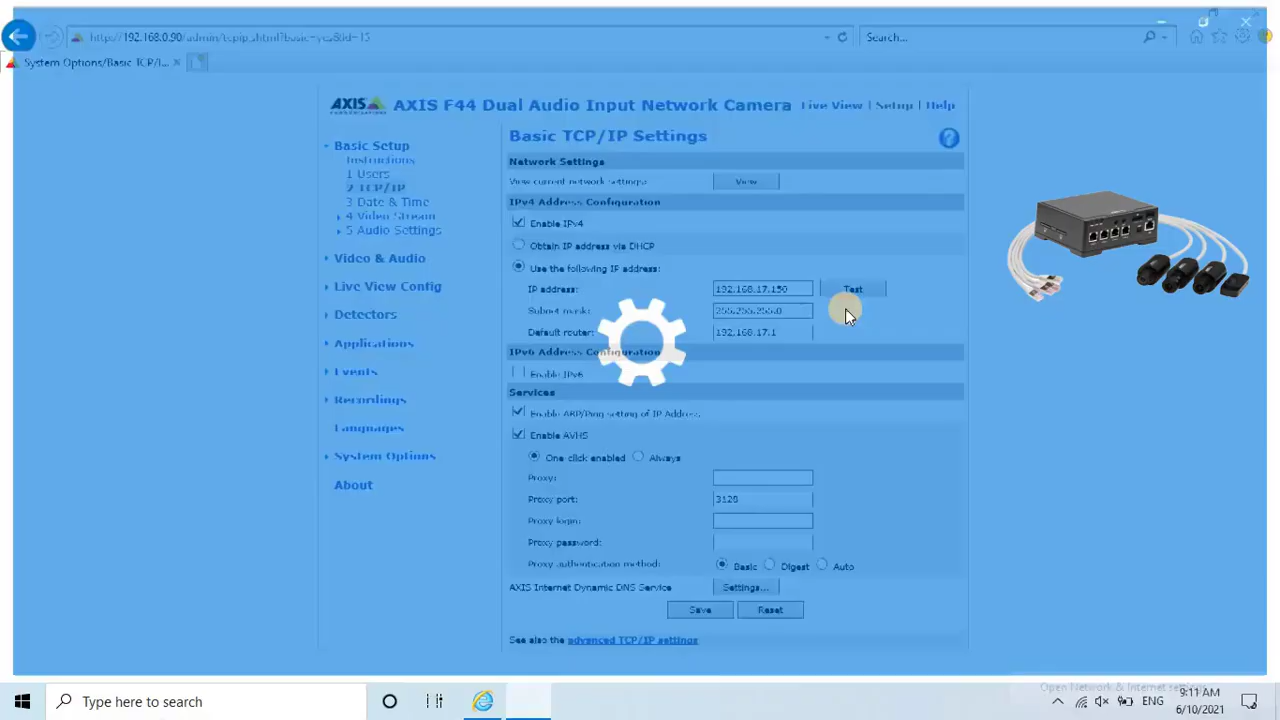 https://192.168.0.90/admin/tcpip.shtml?basic=yes&id=15
Search...
System Options/Basic TCP/I...
AXIS AXIS F44 Dual Audio Input Network Camera Live View | Setup | Help
Basic Setup
Instructions
1 Users
2 TCP/IP
3 Date & Time
4 Video Stream
5 Audio Settings
Video & Audio
Live View Config
Detectors
Applications
Events
Recordings
Languages
System Options
About
Basic TCP/IP Settings
Network Settings
View current network settings: View
IPv4 Address Configuration
Enable IPv4
Obtain IP address via DHCP
Use the following IP address:
IP address: 192.168.17.150 Test
Subnet mask: 255.255.255.0
Default router: 192.168.17.1
IPv6 Address Configuration
Enable IPv6
Services
Enable ARP/Ping setting of IP Address
Enable AVHS
One click enabled Always
Proxy:
Proxy port: 3128
Proxy login:
Proxy password:
Proxy authentication method: Basic Digest Auto
AXIS Internet Dynamic DNS Service Settings...
Save Reset
See also the advanced TCP/IP settings
Open Network & Internet settings
Type here to search
ENG
9:11 AM
6/10/2021